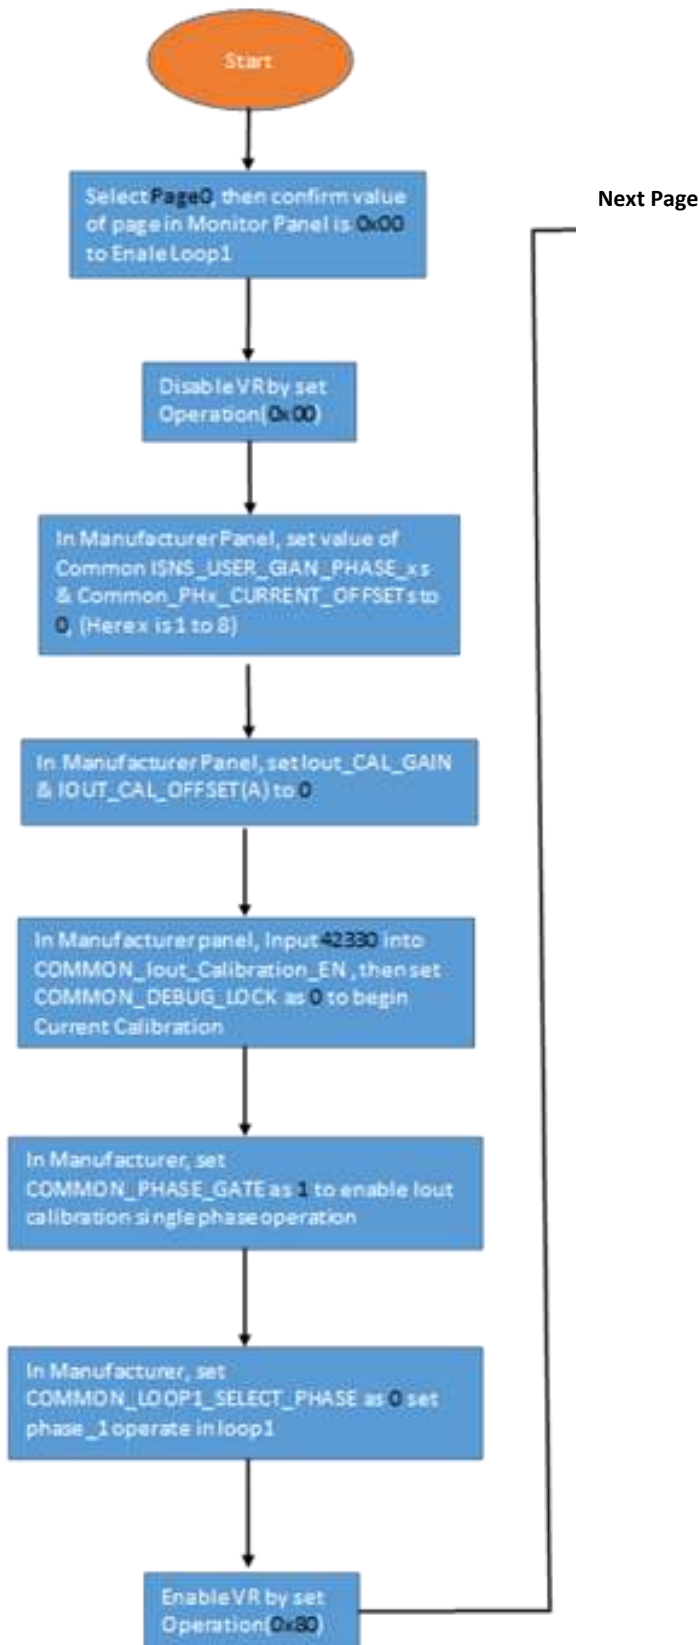 Start
Select Page0, then confirm value
of page in Monitor Panel is 0x00
to Enale Loop1
Next Page
Disable VR by set
Operation(0x00)
In Manufacturer Panel, set value of
Common ISNS_USER_GIAN_PHASE_xs
& Common_PHx_CURRENT_OFFSETs to
0, (Here x is 1 to 8)
In Manufacturer Panel, set Iout_CAL_GAIN
& IOUT_CAL_OFFSET(A) to 0
In Manufacturer panel, Input 42330 into
COMMON_Iout_Calibration_EN , then set
COMMON_DEBUG_LOCK as 0 to begin
Current Calibration
In Manufacturer, set
COMMON_PHASE_GATE as 1 to enable Iout
calibration single phase operation
In Manufacturer, set
COMMON_LOOP1_SELECT_PHASE as 0 set
phase_1 operate in loop1
Enable VR by set
Operation(0x80)